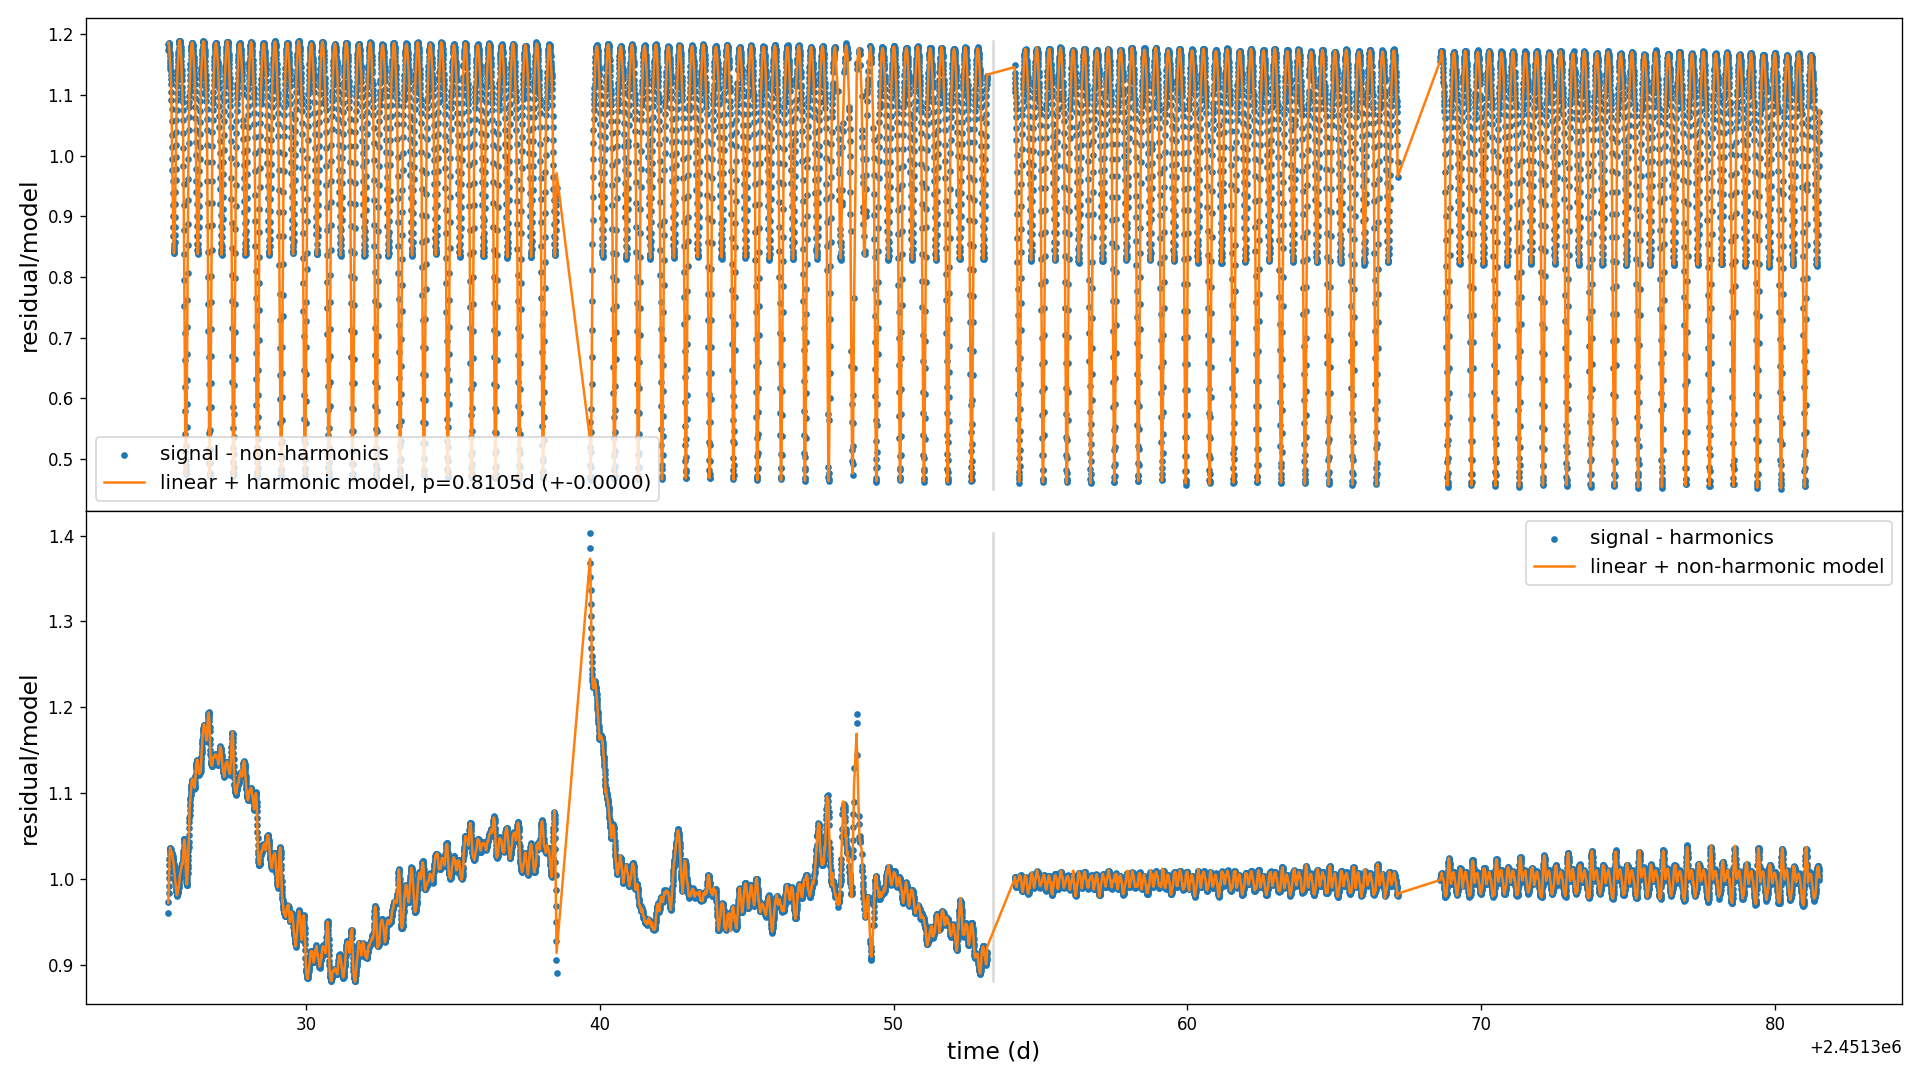 1.2
1.1
1.0
0.9
0.8
0.7
0.6
0.5
residual/model
signal - non-harmonics
linear + harmonic model, p=0.8105d (+-0.0000)
1.4
1.3
1.2
1.1
1.0
0.9
residual/model
signal - harmonics
linear + non-harmonic model
30 40 50 60 70 80
time (d)
+2.4513e6